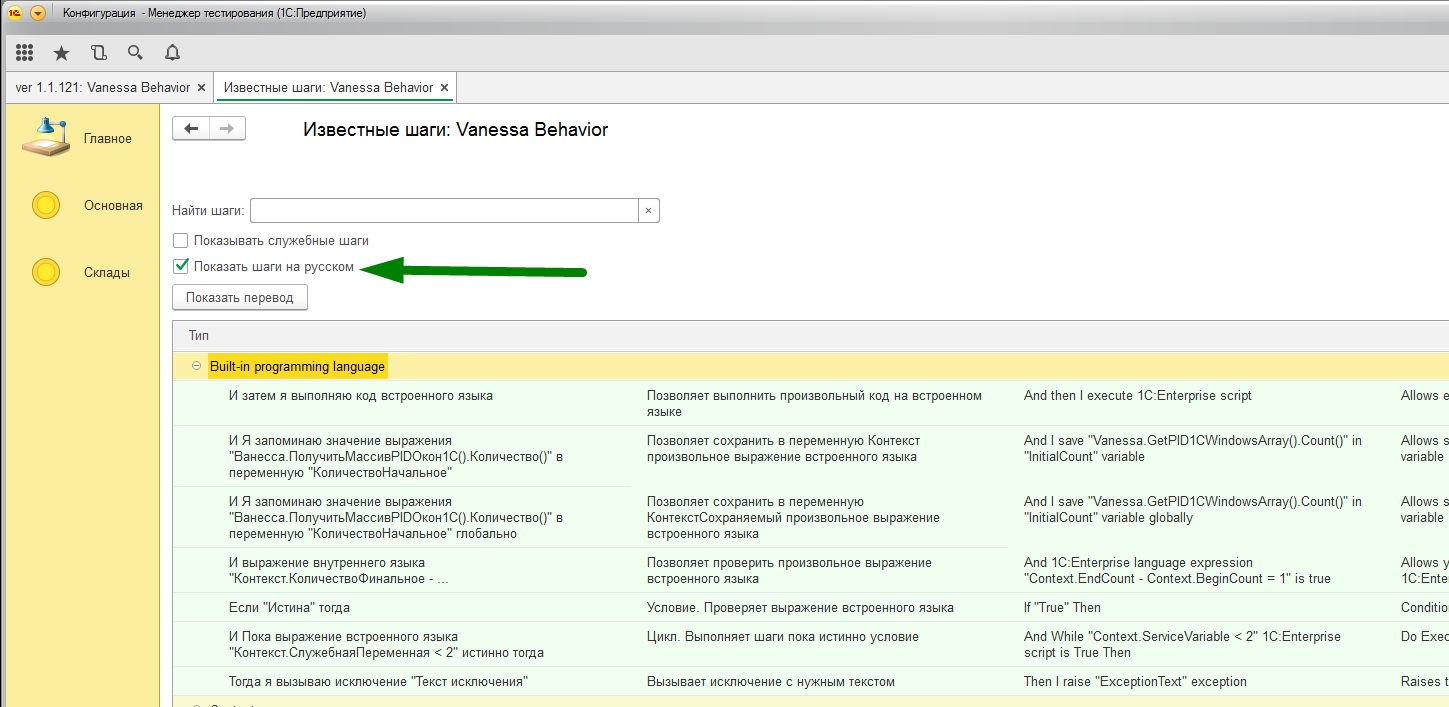 1С Конфигурация - Менеджер тестирования (1С:Предприятие)
ver 1.1.121: Vanessa Behavior × Известные шаги: Vanessa Behavior ×
Главное
Основная
Склады
Известные шаги: Vanessa Behavior
Найти шаги: ×
Показывать служебные шаги
Показать шаги на русском
Показать перевод
Тип
Built-in programming language
И затем я выполняю код встроенного языка
Позволяет выполнить произвольный код на встроенном
языке
And then I execute 1C:Enterprise script
Allows e
И Я запоминаю значение выражения
"Ванесса.ПолучитьМассивPIDОкон1С().Количество()" в
переменную "КоличествоНачальное"
Позволяет сохранить в переменную Контекст
произвольное выражение встроенного языка
And I save "Vanessa.GetPID1CWindowsArray().Count()" in
"InitialCount" variable
Allows s
variable
И Я запоминаю значение выражения
"Ванесса.ПолучитьМассивPIDОкон1С().Количество()" в
переменную "КоличествоНачальное" глобально
Позволяет сохранить в переменную
КонтекстСохраняемый произвольное выражение
встроенного языка
And I save "Vanessa.GetPID1CWindowsArray().Count()" in
"InitialCount" variable globally
Allows s
variable
И выражение внутреннего языка
"Контекст.КоличествоФинальное - ...
Позволяет проверить произвольное выражение
встроенного языка
And 1C:Enterprise language expression
"Context.EndCount - Context.BeginCount = 1" is true
Allows y
1C:Ente
Если "Истина" тогда
Условие. Проверяет выражение встроенного языка
If "True" Then
Conditio
И Пока выражение встроенного языка
"Контекст.СлужебнаяПеременная < 2" истинно тогда
Цикл. Выполняет шаги пока истинно условие
And While "Context.ServiceVariable < 2" 1C:Enterprise
script is True Then
Do Exec
Тогда я вызываю исключение "Текст исключения"
Вызывает исключение с нужным текстом
Then I raise "ExceptionText" exception
Raises t